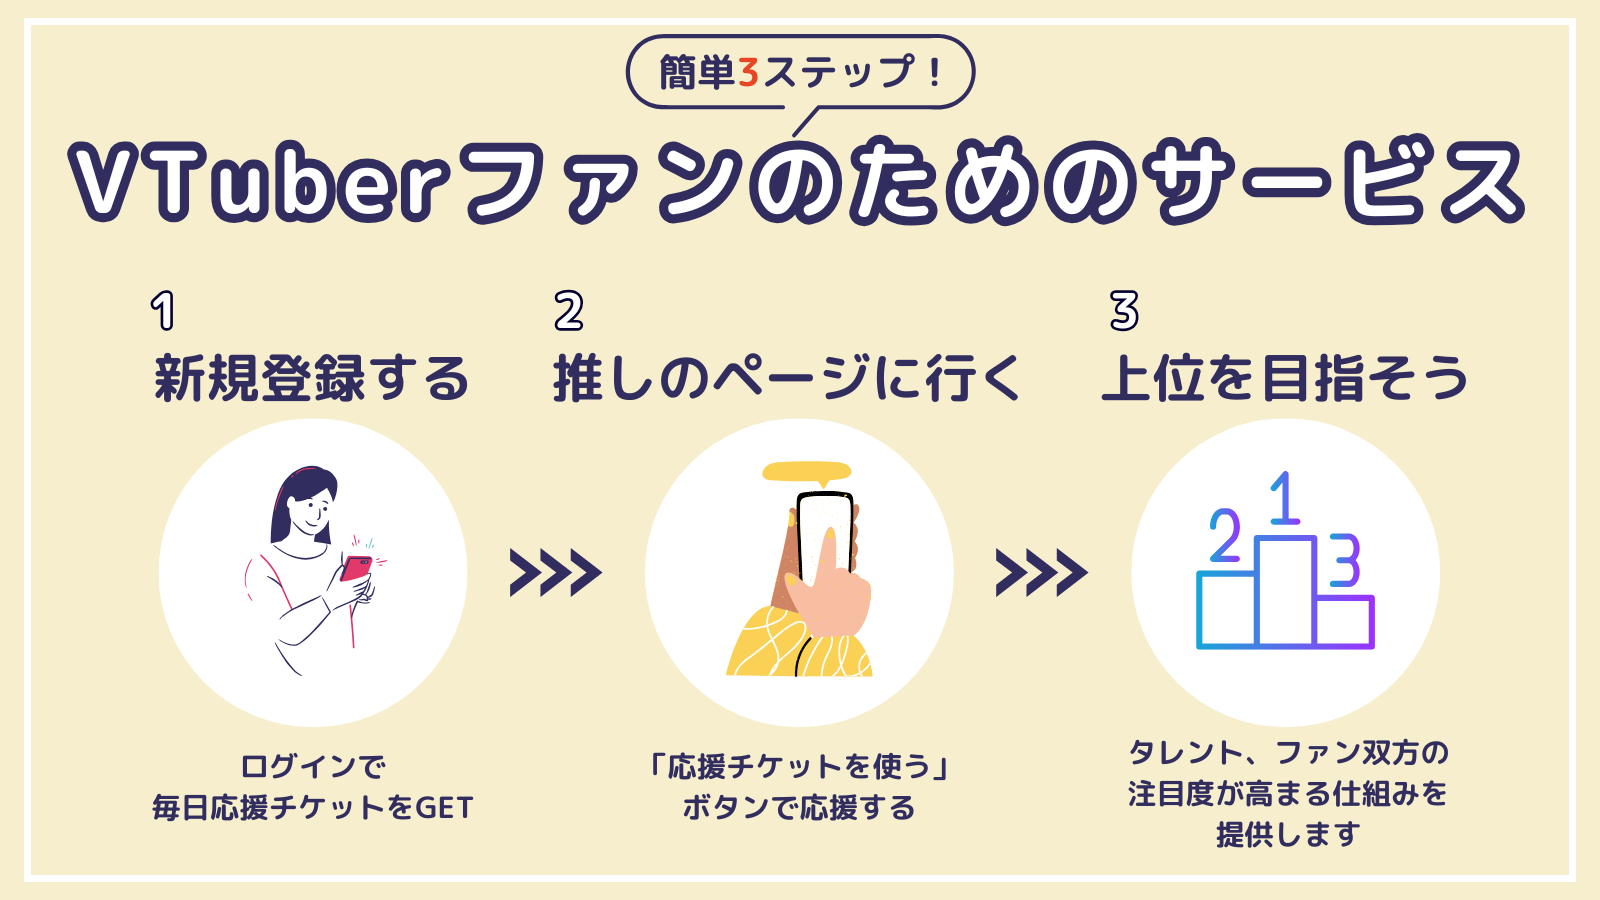 簡単3ステップ！
VTuberファンのためのサービス
1
新規登録する
ログインで
毎日応援チケットをGET
2
推しのページに行く
「応援チケットを使う」
ボタンで応援する
3
上位を目指そう
1
2
3
タレント、ファン双方の
注目度が高まる仕組みを
提供します